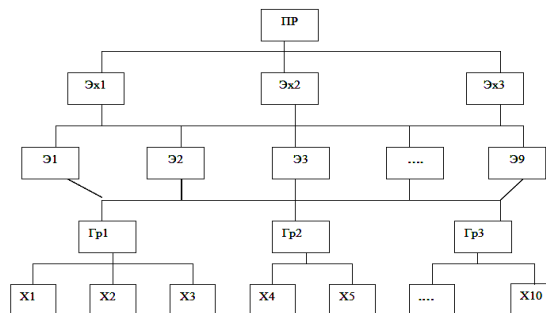 ПР
Эх1 Эх2 Эх3
Э1 Э2 Э3 .... Э9
Гр1 Гр2 Гр3
Х1 Х2 Х3 Х4 Х5 .... Х10